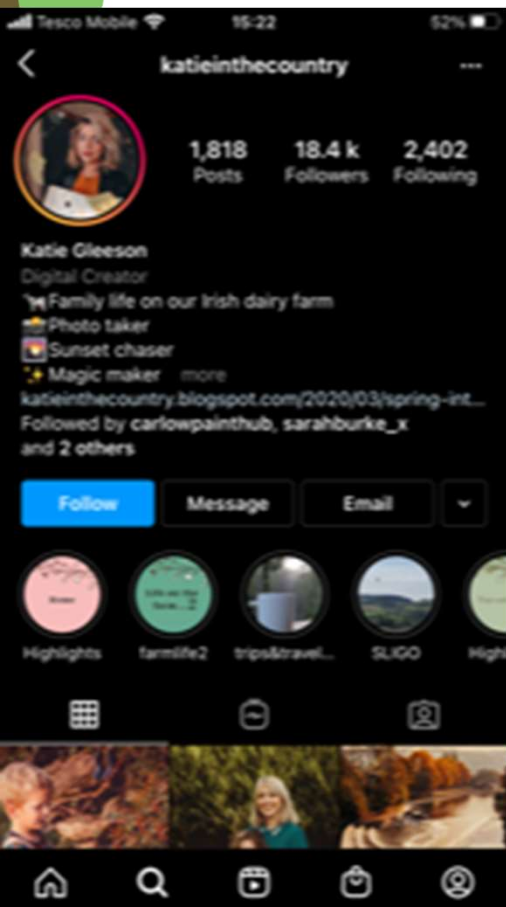 Tesco Mobile 15:22 52%
katieinthecountry
1,818 18.4 k 2,402
Posts Followers Following
Katie Gleeson
Digital Creator
Family life on our Irish dairy farm
Photo taker
Sunset chaser
Magic maker more
katieinthecountry.blogspot.com/2020/03/spring-int...
Followed by carlowpainthub, sarahburke_x
and 2 others
Follow Message Email
Highlights farmlife2 trips&travel... SLIGO High